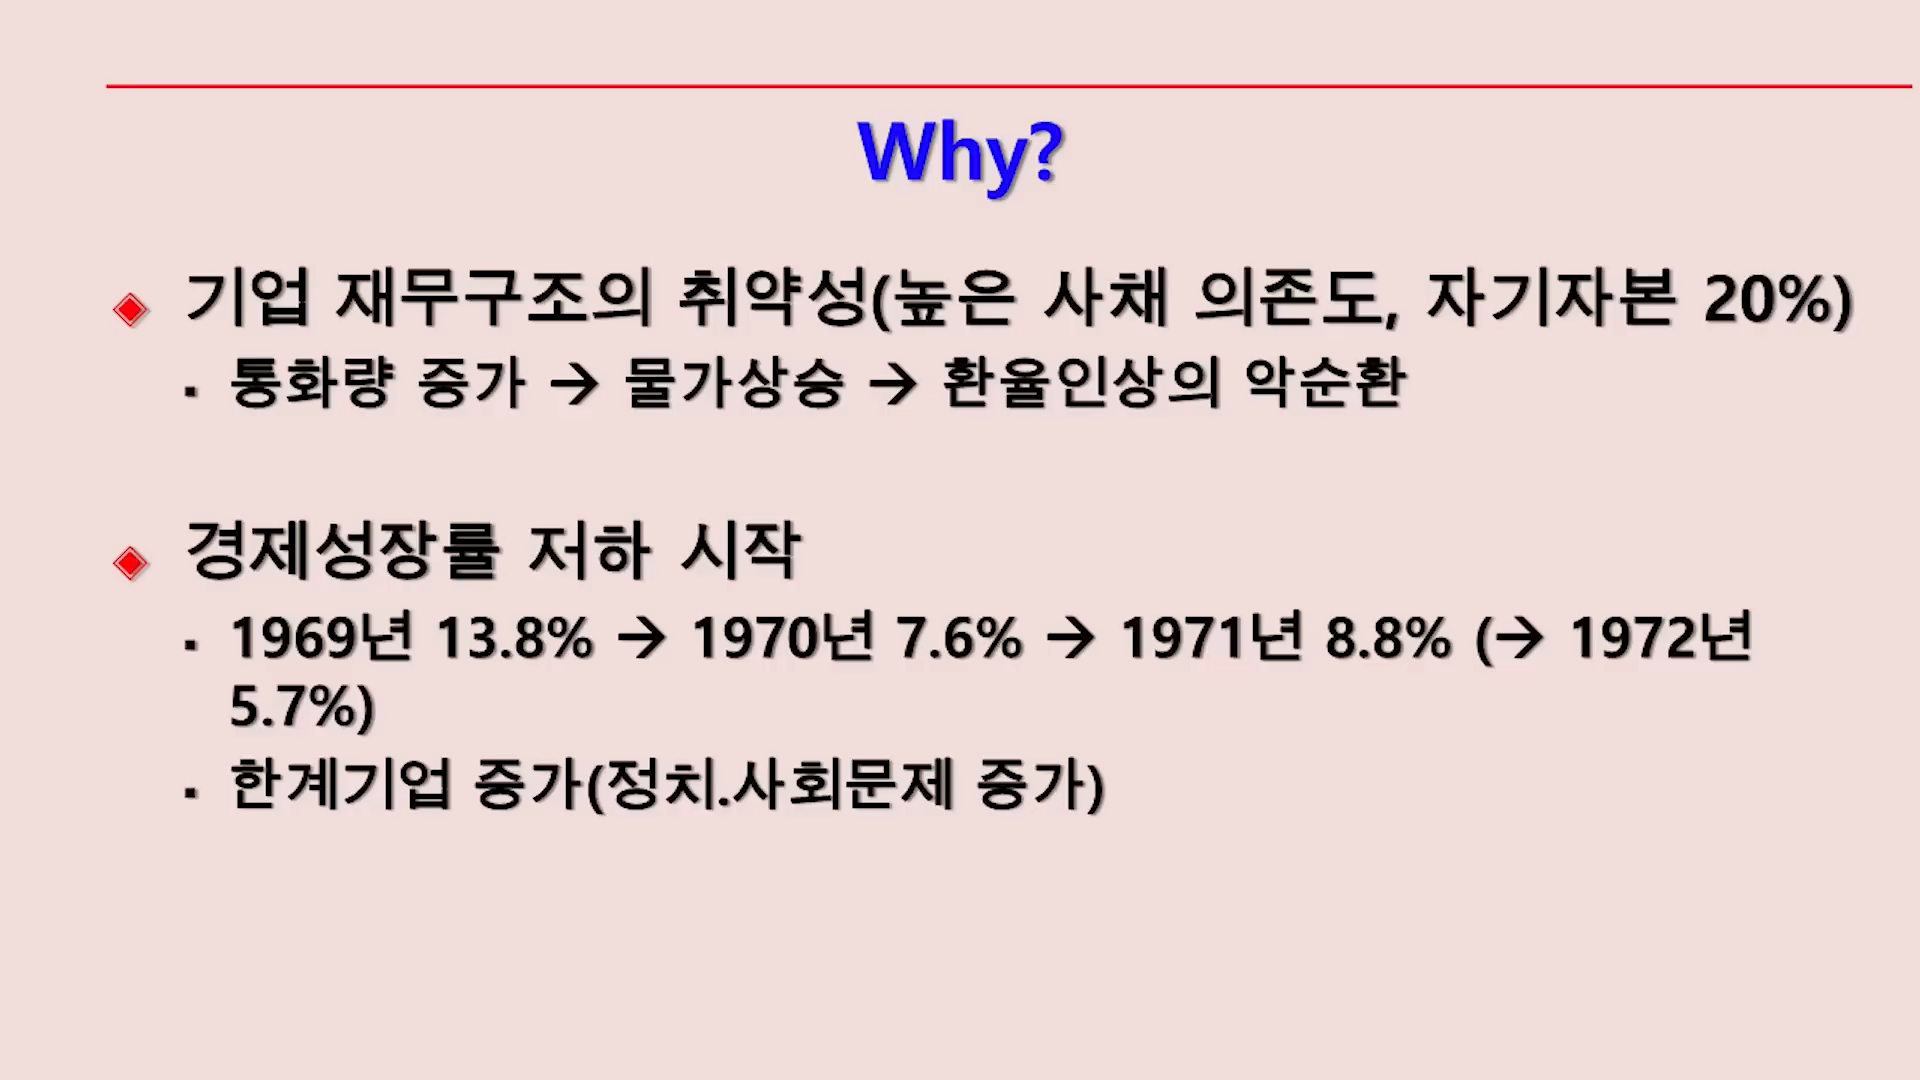 Why?
기업 재무구조의 취약성(높은 사채 의존도, 자기자본 20%)
▪ 통화량 증가 → 물가상승 → 환율인상의 악순환
경제성장률 저하 시작
▪ 1969년 13.8% → 1970년 7.6% → 1971년 8.8% (→ 1972년
5.7%)
▪ 한계기업 증가(정치.사회문제 증가)